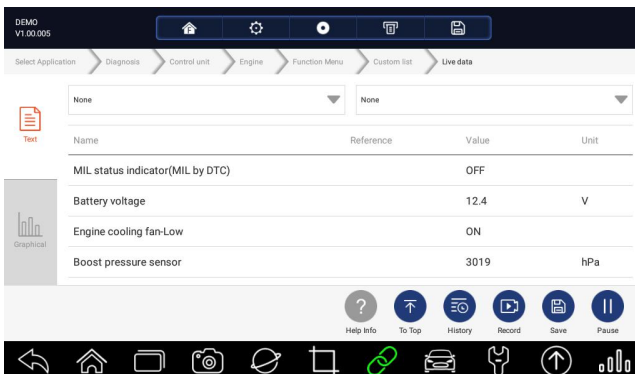 DEMO
V1.00.005
Select Application Diagnosis Control unit Engine Function Menu Custom list Live data
None None
Text
Name Reference Value Unit
MIL status indicator(MIL by DTC) OFF
Battery voltage 12.4 V
Graphical
Engine cooling fan-Low ON
Boost pressure sensor 3019 hPa
? Help Info To Top History Record Save Pause